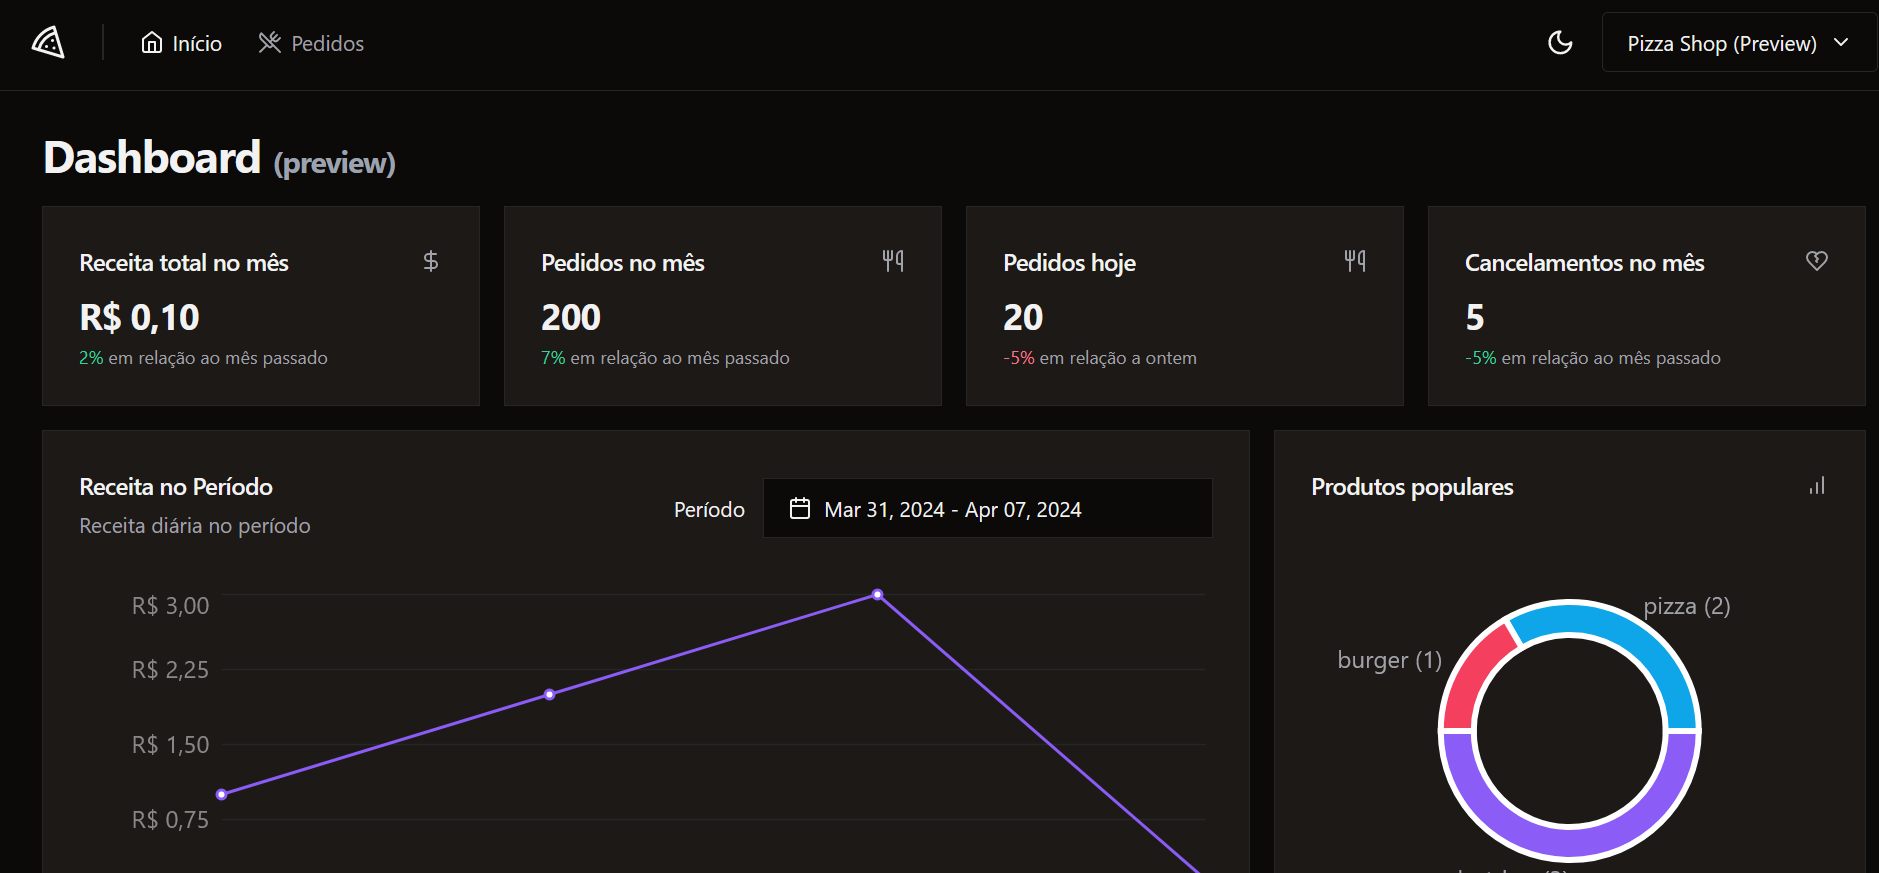 Início
Pedidos
Pizza Shop (Preview)
Dashboard (preview)
Receita total no mês
R$ 0,10
2% em relação ao mês passado
Pedidos no mês
200
7% em relação ao mês passado
Pedidos hoje
20
-5% em relação a ontem
Cancelamentos no mês
5
-5% em relação ao mês passado
Receita no Período
Receita diária no período
Período
Mar 31, 2024 - Apr 07, 2024
R$ 3,00
R$ 2,25
R$ 1,50
R$ 0,75
Produtos populares
pizza (2)
burger (1)